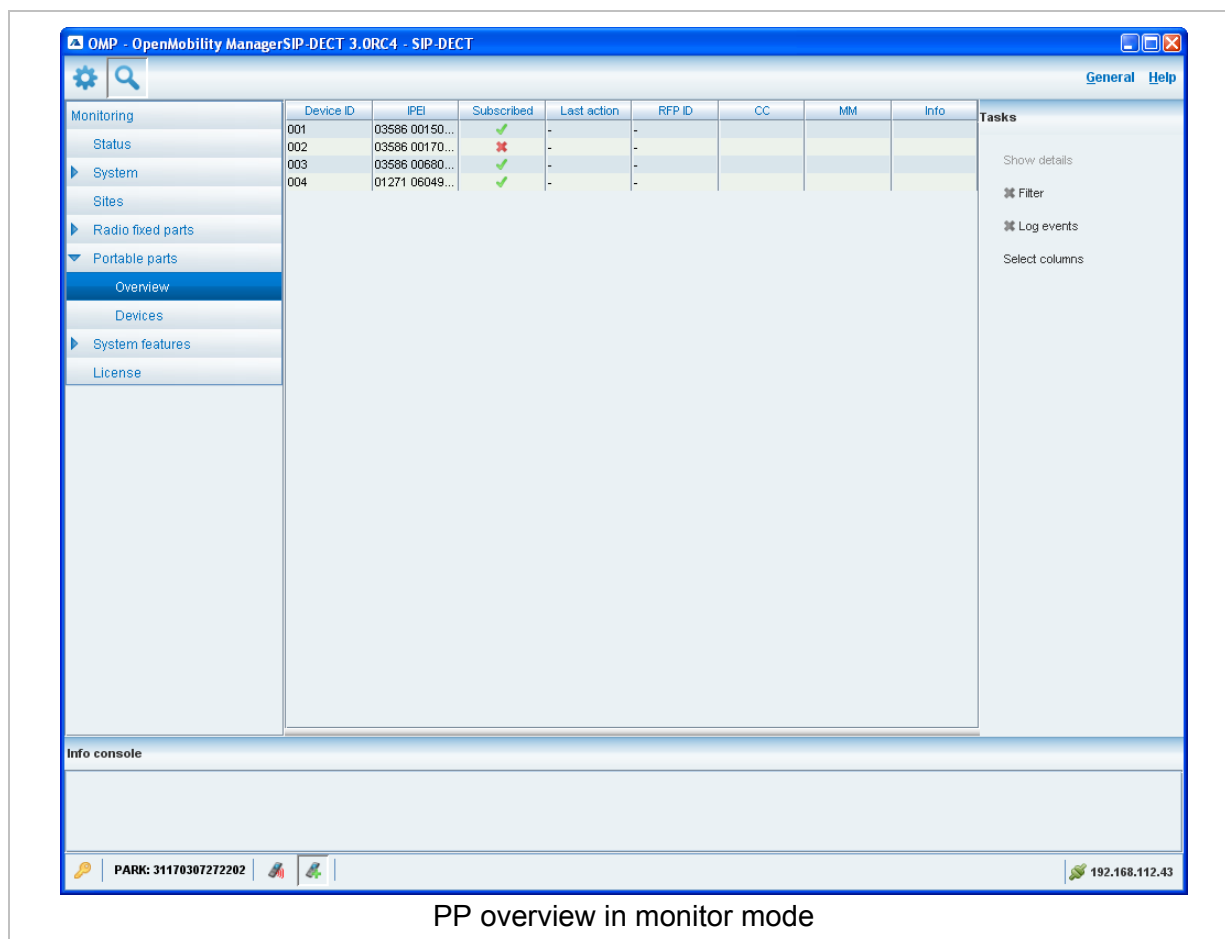 OMP - OpenMobility ManagerSIP-DECT 3.0RC4 - SIP-DECT
General Help
Monitoring
Status
System
Sites
Radio fixed parts
Portable parts
Overview
Devices
System features
License
Device ID IPEI Subscribed Last action RFP ID CC MM Info
001 03586 00150... - -
002 03586 00170... - -
003 03586 00680... - -
004 01271 06049... - -
Tasks
Show details
Filter
Log events
Select columns
Info console
PARK: 31170307272202
192.168.112.43
PP overview in monitor mode